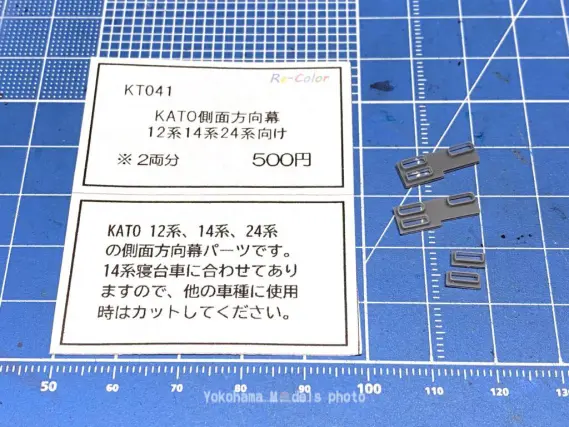 Re-Color
KT041
KATO側面方向幕
12系14系24系向け
※ 2両分 500円
KATO 12系、14系、24系
の側面方向幕パーツです。
14系寝台車に合わせてあり
ますので、他の車種に使用
時はカットしてください。
50 60 70 80 90 100 110 120 130
Yokohama Models photo